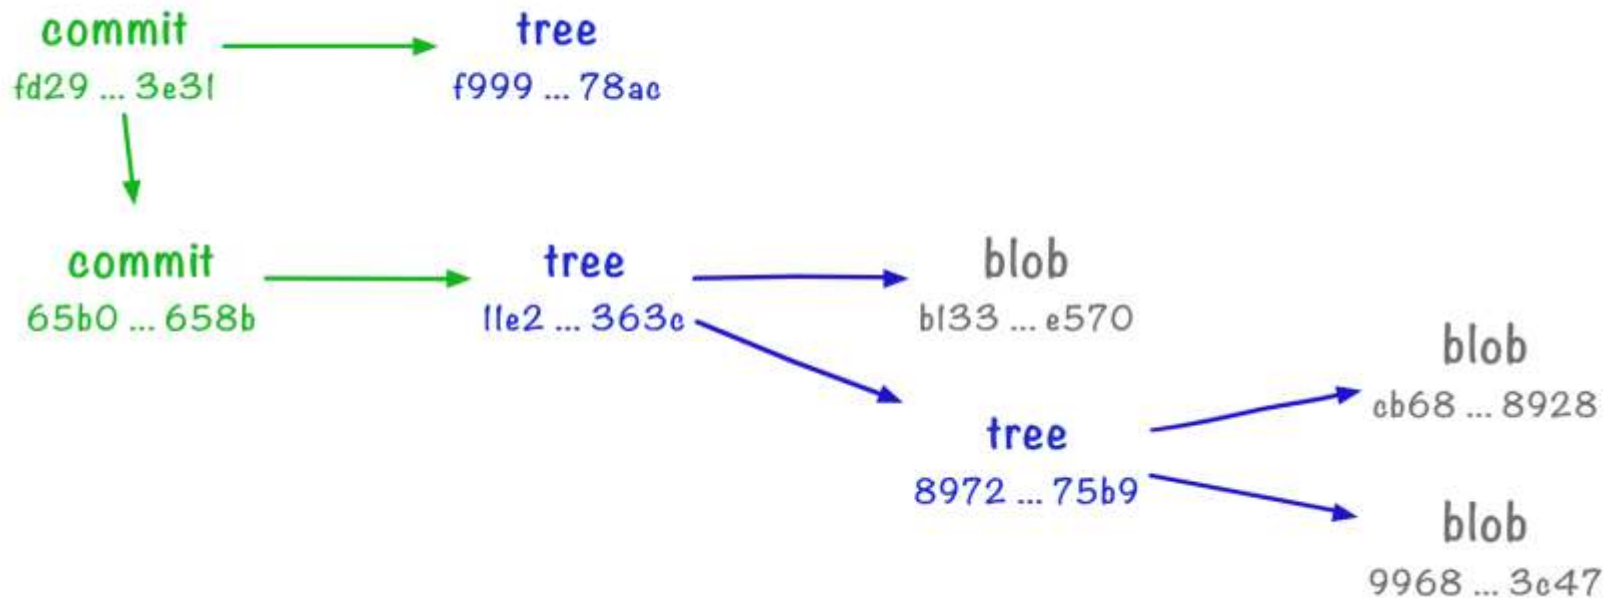 commit
fd29 ... 3e31
tree
f999 ... 78ac
commit
65b0 ... 658b
tree
11e2 ... 363c
blob
b133 ... e570
blob
cb68 ... 8928
tree
8972 ... 75b9
blob
9968 ... 3c47